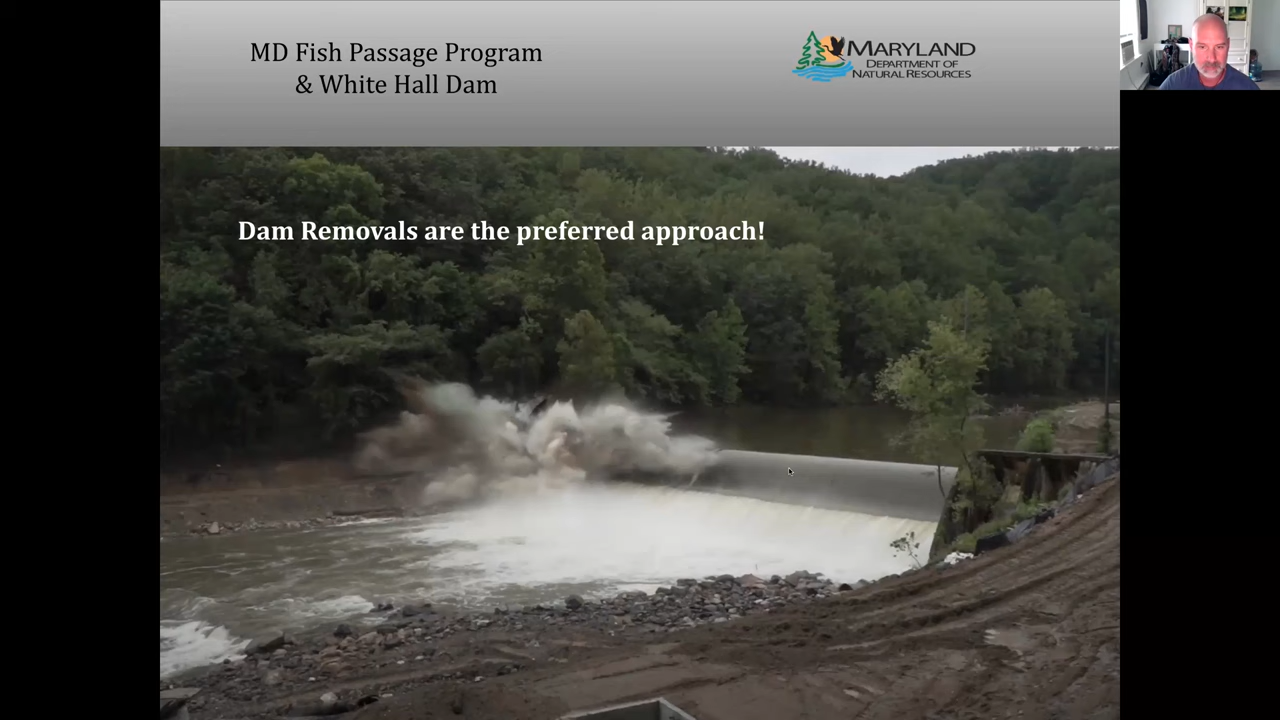 MD Fish Passage Program
& White Hall Dam
MARYLAND
DEPARTMENT OF
NATURAL RESOURCES
Dam Removals are the preferred approach!